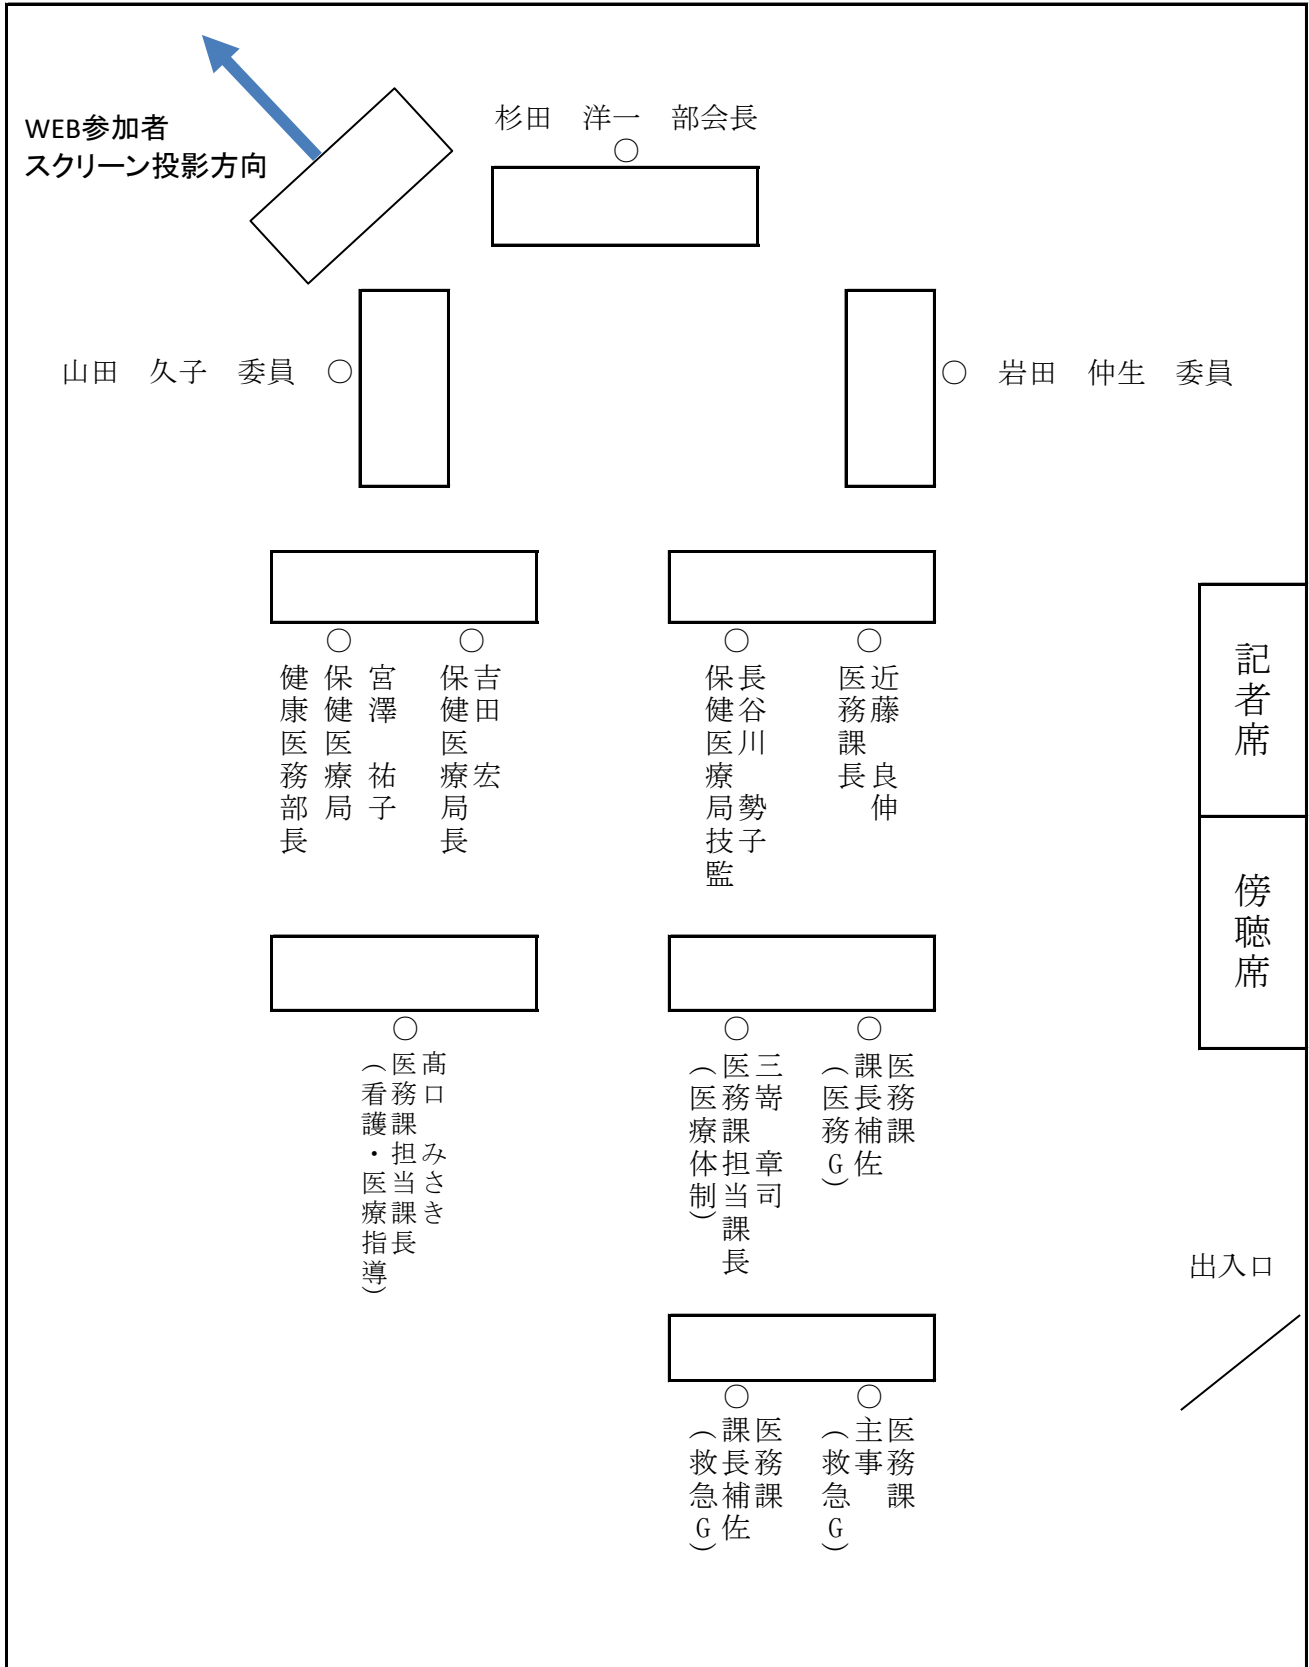 WEB参加者
スクリーン投影方向
杉田　洋一　部会長
○
山田　久子　委員　○
○　岩田　仲生　委員
○
宮澤　祐子
保健医療局
健康医務部長
○
吉田　宏
保健医療局長
○
長谷川　勢子
保健医療局技監
○
近藤　良伸
医務課長
記者席
傍聴席
○
髙口　みさき
医務課担当課長
（看護・医療指導）
○
三嵜　章司
医務課担当課長
（医療体制）
○
医務課
課長補佐
（医務G）
出入口
○
医務課
課長補佐
（救急G）
○
医務課
主事
（救急G）